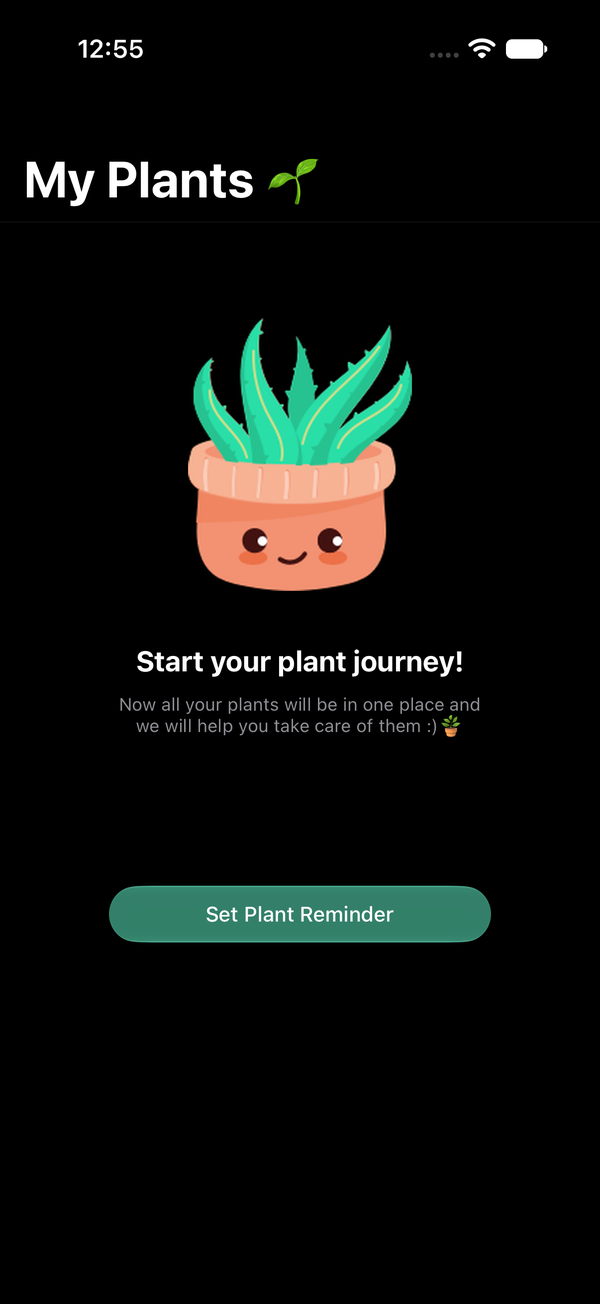 12:55
My Plants 🌱
Start your plant journey!
Now all your plants will be in one place and
we will help you take care of them :)🪴
Set Plant Reminder